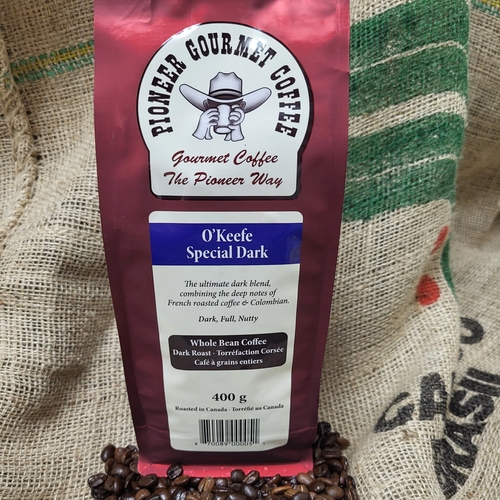 PIONEER GOURMET COFFEE
Gourmet Coffee
The Pioneer Way
O'Keefe
Special Dark
The ultimate dark blend,
combining the deep notes of
French roasted coffee & Colombian.
Dark, Full, Nutty
Whole Bean Coffee
Dark Roast · Torréfaction Corsée
Café à grains entiers
400 g
Roasted in Canada · Torréfié au Canada